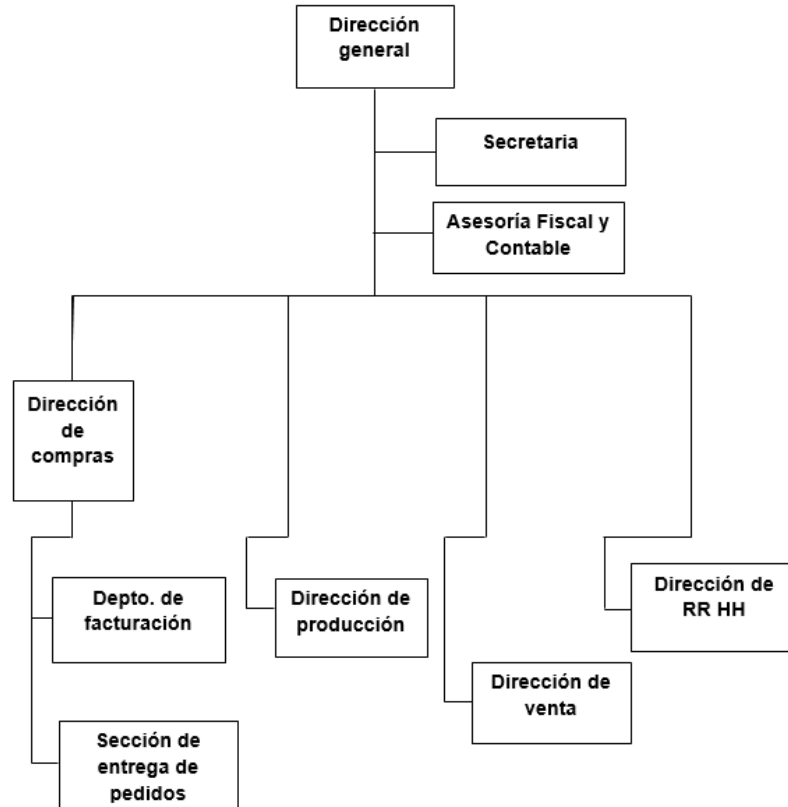 Dirección
general
Secretaria
Asesoría Fiscal y
Contable
Dirección
de
compras
Depto. de
facturación
Dirección de
producción
Dirección de
RR HH
Dirección de
venta
Sección de
entrega de
pedidos